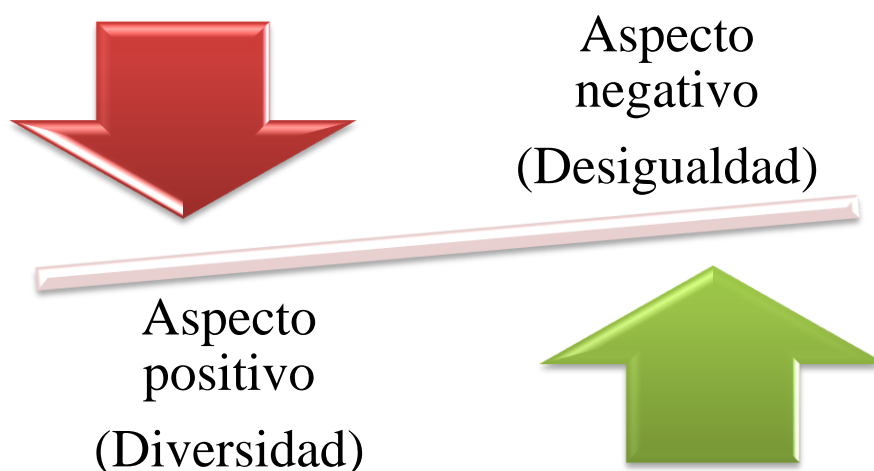 Aspecto
negativo
(Desigualdad)
Aspecto
positivo
(Diversidad)